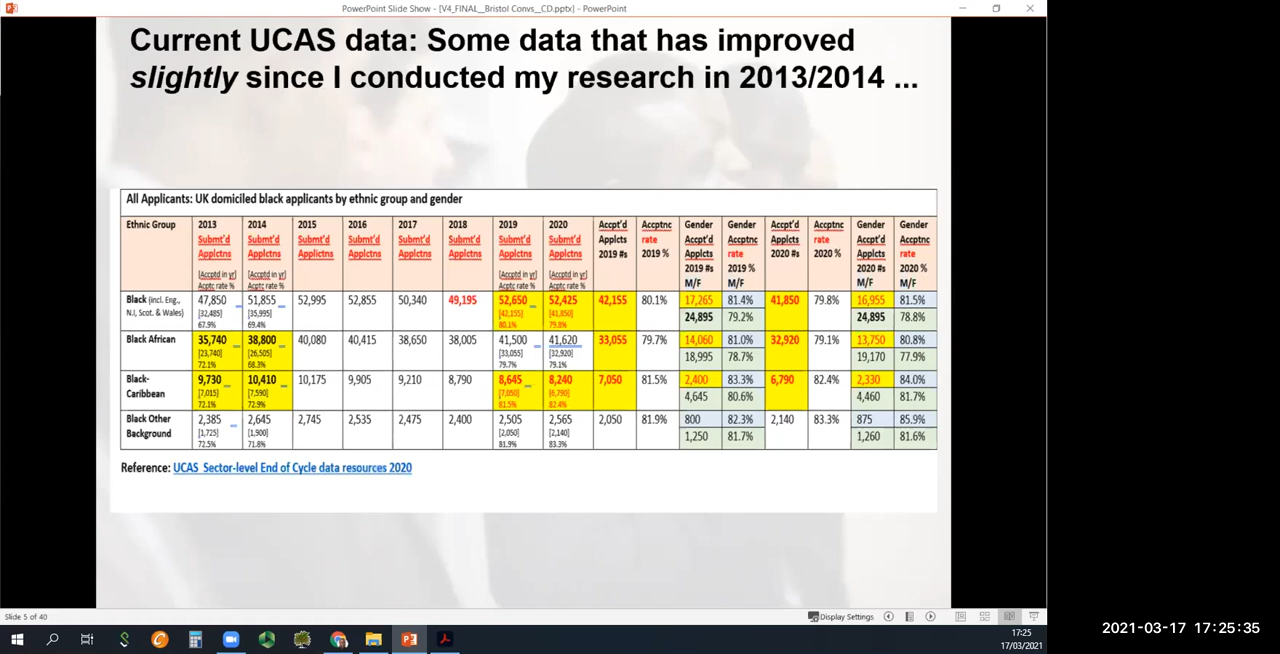 PowerPoint Slide Show - [V4_FINAL__Bristol Convs__CD.pptx] - PowerPoint
Current UCAS data: Some data that has improved
slightly since I conducted my research in 2013/2014 ...
All Applicants: UK domiciled black applicants by ethnic group and gender
Ethnic Group 2013 Submt'd Applctns [Accptd in yr] Accptc rate % 2014 Submt'd Applctns [Accptd in yr] Accptc rate % 2015 Submt'd Applctns 2016 Submt'd Applctns 2017 Submt'd Applctns 2018 Submt'd Applctns 2019 Submt'd Applctns [Accptd in yr] Accptc rate % 2020 Submt'd Applctns [Accptd in yr] Accptc rate % Accpt'd Applcts 2019 #s Accptnc rate 2019 % Gender Accpt'd Applcts 2019 #s M/F Gender Accptnc rate 2019 % M/F Accpt'd Applcts 2020 #s Accptnc rate 2020 % Gender Accpt'd Applcts 2020 #s M/F Gender Accptnc rate 2020 % M/F
Black (incl. Eng., N.I, Scot. & Wales) 47,850 [32,485] 67.9% 51,855 [35,995] 69.4% 52,995 52,855 50,340 49,195 52,650 [42,155] 80.1% 52,425 [41,850] 79.8% 42,155 80.1% 17,265 24,895 81.4% 79.2% 41,850 79.8% 16,955 24,895 81.5% 78.8%
Black African 35,740 [23,740] 72.1% 38,800 [26,505] 68.3% 40,080 40,415 38,650 38,005 41,500 [33,055] 79.7% 41,620 [32,920] 79.1% 33,055 79.7% 14,060 18,995 81.0% 78.7% 32,920 79.1% 13,750 19,170 80.8% 77.9%
Black-Caribbean 9,730 [7,015] 72.1% 10,410 [7,590] 72.9% 10,175 9,905 9,210 8,790 8,645 [7,050] 81.5% 8,240 [6,790] 82.4% 7,050 81.5% 2,400 4,645 83.3% 80.6% 6,790 82.4% 2,330 4,460 84.0% 81.7%
Black Other Background 2,385 [1,725] 72.5% 2,645 [1,900] 71.8% 2,745 2,535 2,475 2,400 2,505 [2,050] 81.9% 2,565 [2,140] 83.3% 2,050 81.9% 800 1,250 82.3% 81.7% 2,140 83.3% 875 1,260 85.9% 81.6%
Reference: UCAS Sector-level End of Cycle data resources 2020
Slide 5 of 40
Display Settings
17:25
17/03/2021
2021-03-17 17:25:35